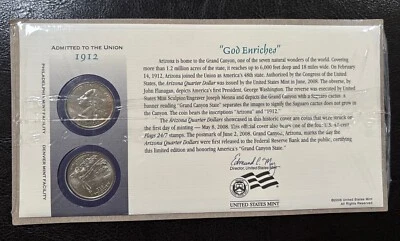 ADMITTED TO THE UNION
1912
PHILADELPHIA MINT FACILITY
DENVER MINT FACILITY
"God Enriches"
Arizona is home to the Grand Canyon, one of the seven natural wonders of the world. Covering
more than 1.2 million acres of the state, it reaches up to 6,000 feet deep and 18 miles wide. On February
14, 1912, Arizona joined the Union as America's 48th state. Authorized by the Congress of the
United States, the Arizona Quarter Dollar was issued by the United States Mint in June, 2008. The obverse, by
John Flanagan, depicts America's first President, George Washington. The reverse was executed by United
States Mint Sculptor/Engraver Joseph Menna and depicts the Grand Canyon with a Saguaro cactus, and a
banner reading "Grand Canyon State" separates the images to signify the Saguaro cactus does not grow in
the Canyon. The coin bears the inscriptions "Arizona" and "1912."
The Arizona Quarter Dollars showcased in this historic cover are coins that were struck on
the first day of minting — May 5, 2008. This official cover also bears one of the
Flags 24/7 stamps. The postmark of June 2, 2008, Grand Canyon, Arizona, marks the day the
Arizona Quarter Dollars were first released to the Federal Reserve Bank and the public, certifying
this limited edition and honoring America's "Grand Canyon State."
Director, United States Mint
UNITED STATES MINT
©2008 United States Mint
All Rights Reserved.